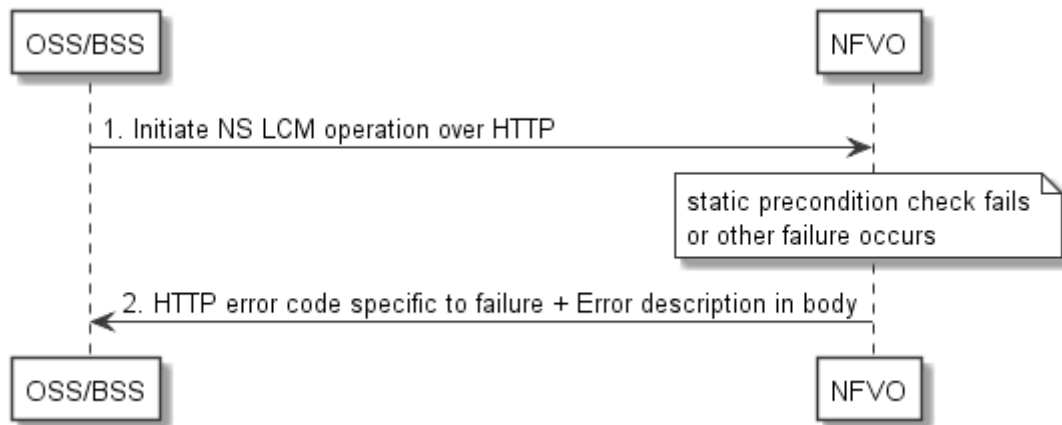 OSS/BSS
NFVO
1. Initiate NS LCM operation over HTTP
static precondition check fails
or other failure occurs
2. HTTP error code specific to failure + Error description in body
OSS/BSS
NFVO